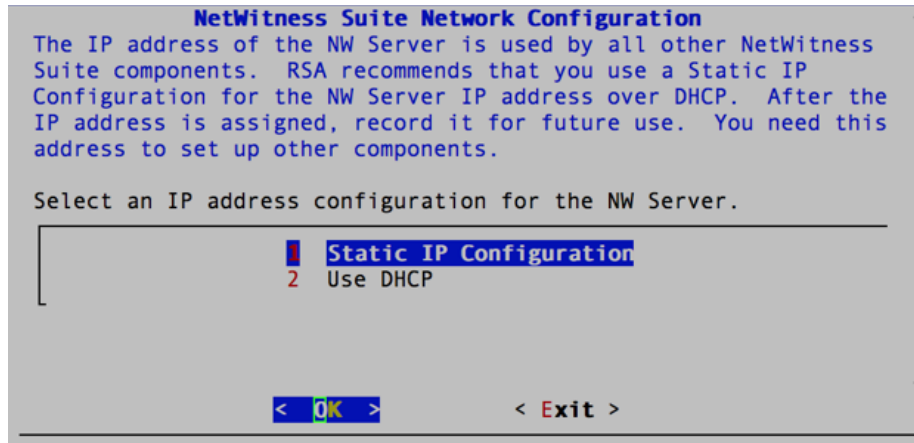 NetWitness Suite Network Configuration
The IP address of the NW Server is used by all other NetWitness
Suite components.  RSA recommends that you use a Static IP
Configuration for the NW Server IP address over DHCP.  After the
IP address is assigned, record it for future use.  You need this
address to set up other components.
Select an IP address configuration for the NW Server.
1  Static IP Configuration
2  Use DHCP
<  OK  >          < Exit >